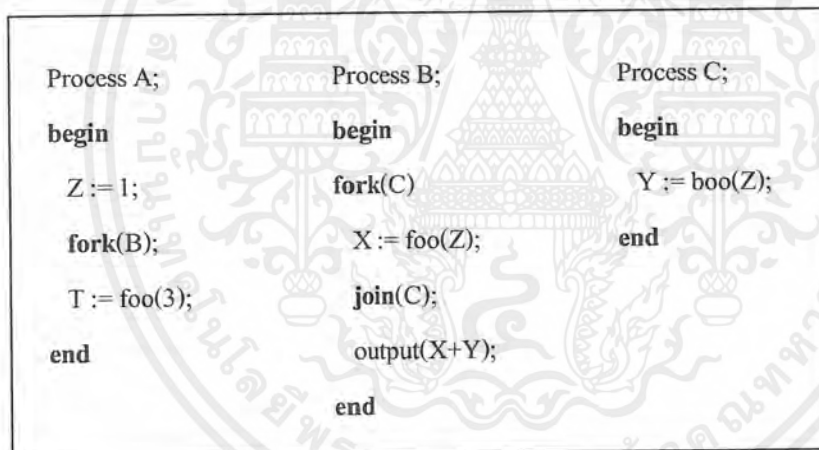 Process A;
begin
Z := 1;
fork(B);
T := foo(3);
end
Process B;
begin
fork(C)
X := foo(Z);
join(C);
output(X+Y);
end
Process C;
begin
Y := boo(Z);
end